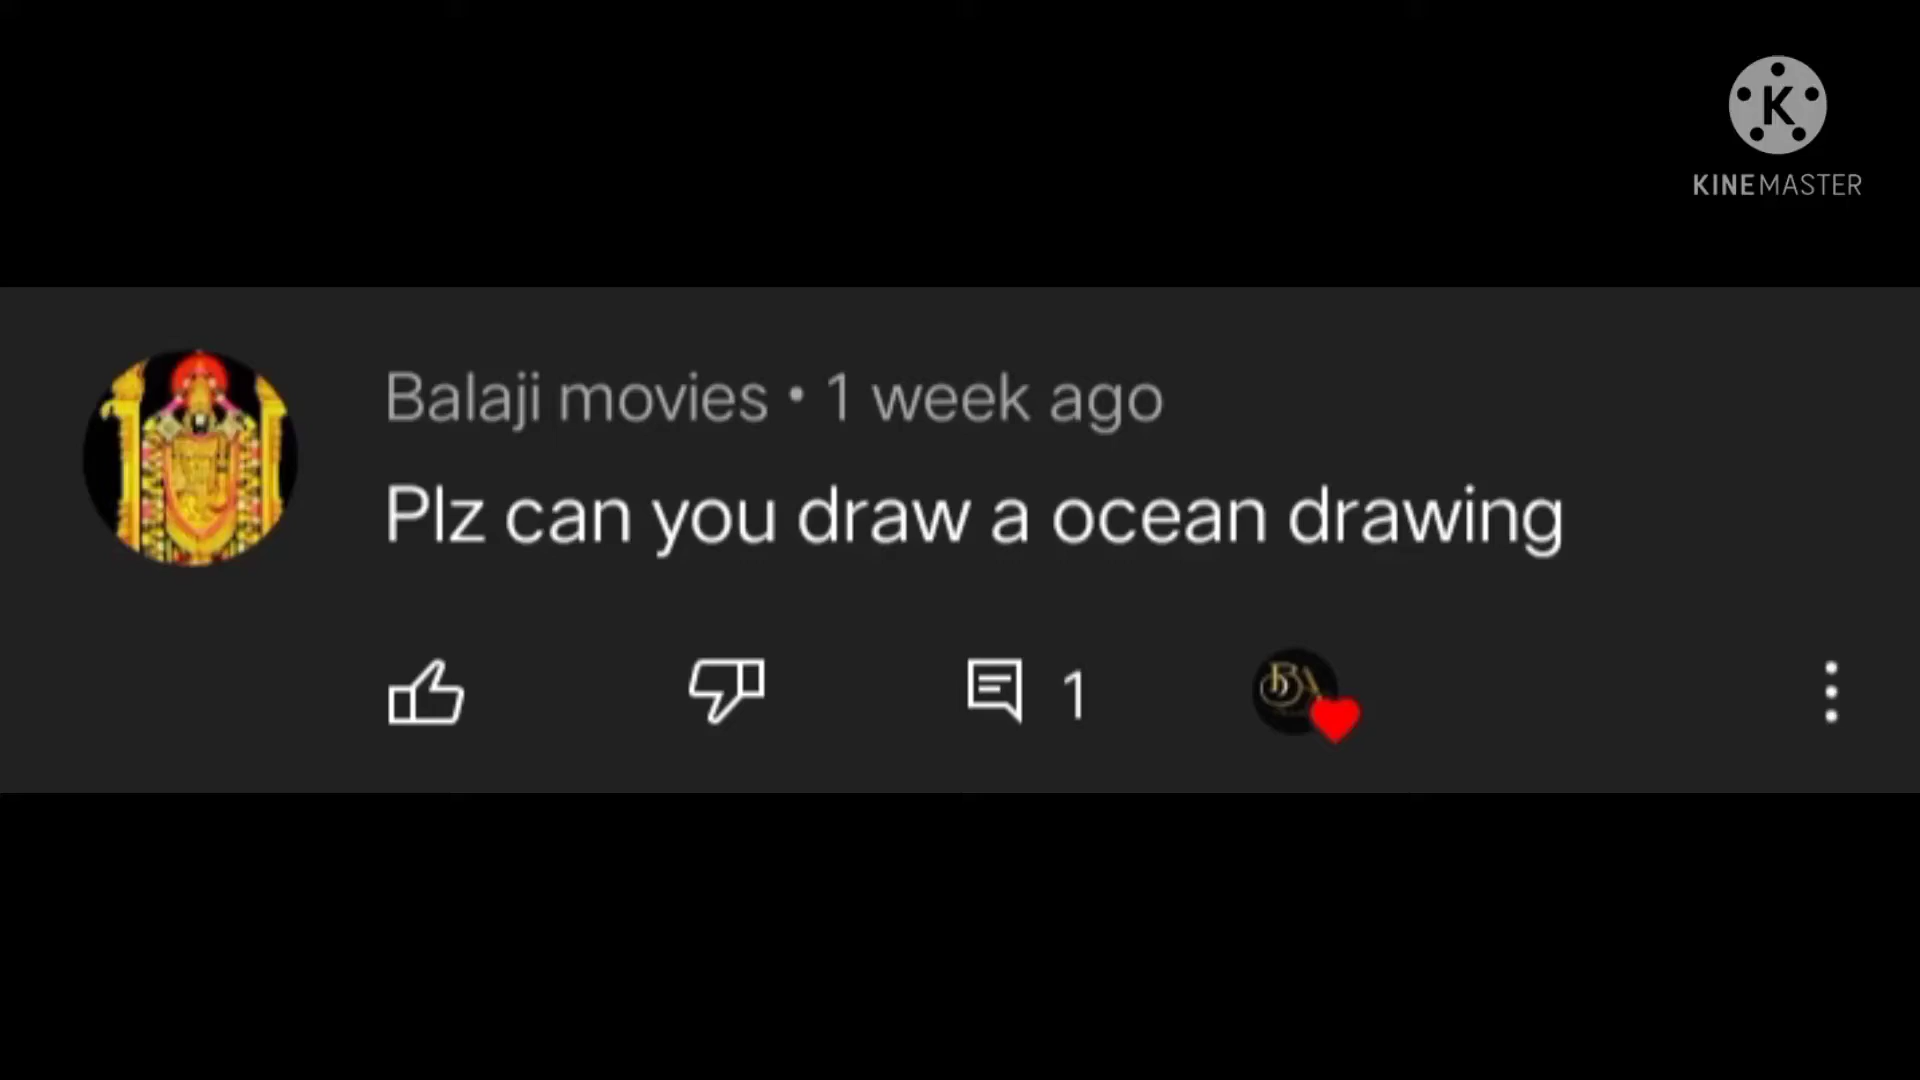 K
KINEMASTER
Balaji movies • 1 week ago
Plz can you draw a ocean drawing
1